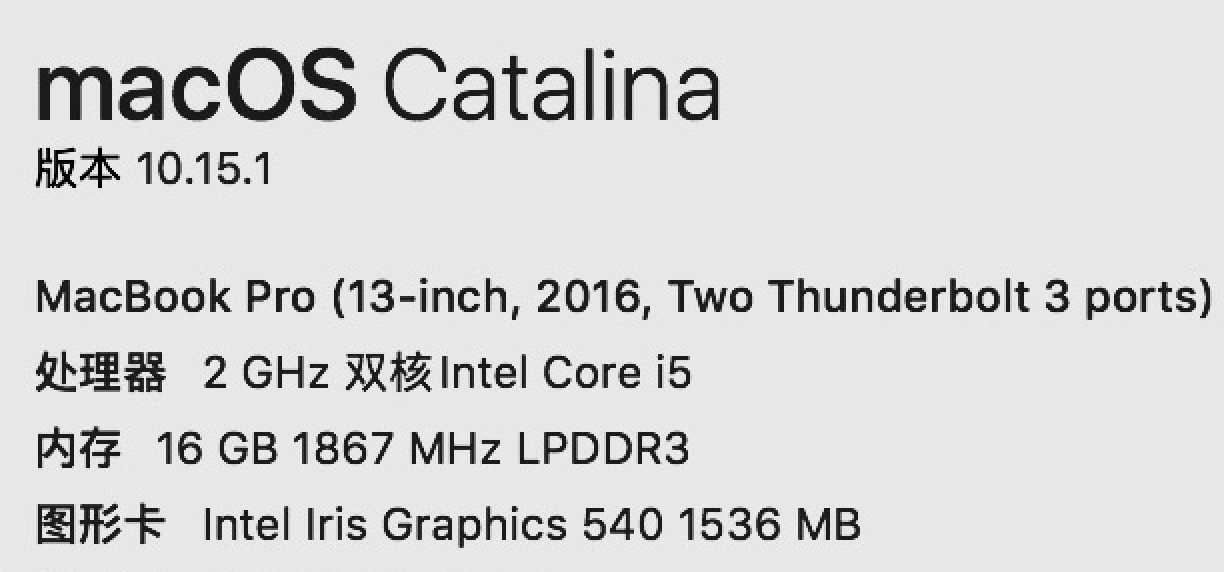 macOS Catalina
版本 10.15.1
MacBook Pro (13-inch, 2016, Two Thunderbolt 3 ports)
处理器 2 GHz 双核Intel Core i5
内存 16 GB 1867 MHz LPDDR3
图形卡 Intel Iris Graphics 540 1536 MB